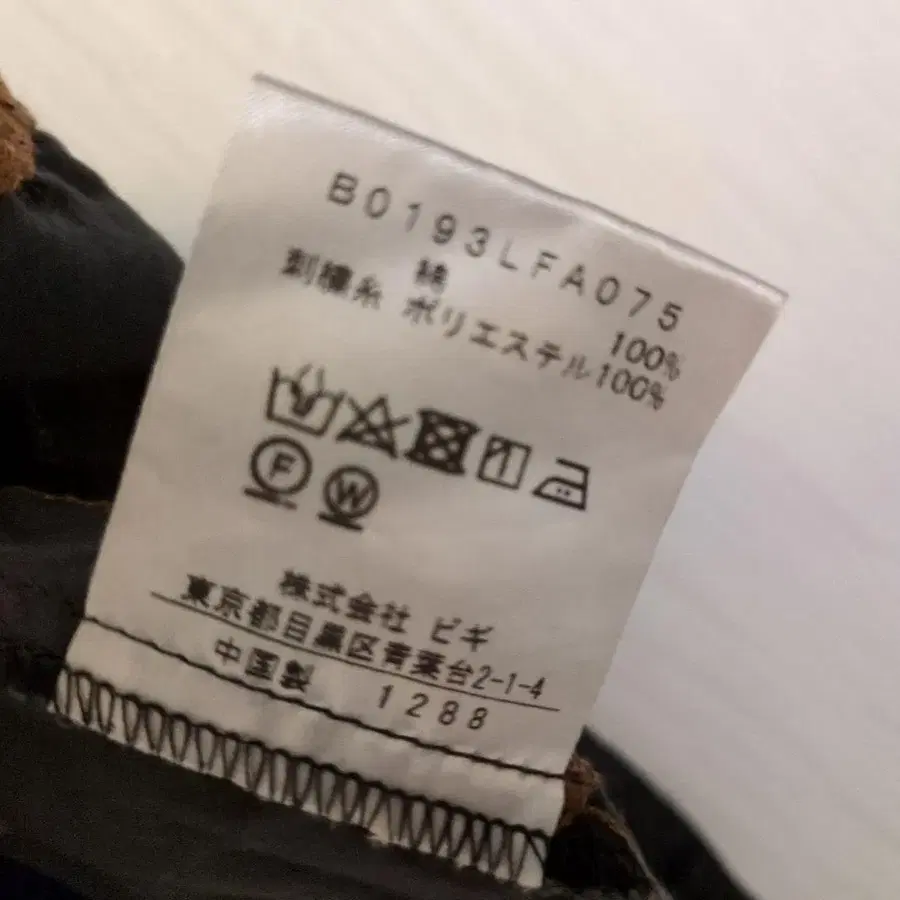 B0193LFA075
綿 100%
刺繍糸 ポリエステル100%
F
W
株式会社 ビギ
東京都目黒区青葉台2-1-4
中国製 1288